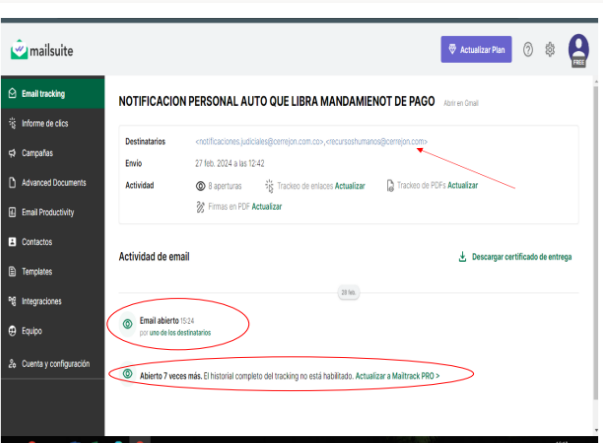 mailsuite
Actualizar Plan
FREE
Email tracking
Informe de clics
Campañas
Advanced Documents
Email Productivity
Contactos
Templates
Integraciones
Equipo
Cuenta y configuración
NOTIFICACION PERSONAL AUTO QUE LIBRA MANDAMIENOT DE PAGO Abrir en Gmail
Destinatarios <notificaciones.judiciales@cerrejon.com.co>,<recursoshumanos@cerrejon.com>
Envío 27 feb, 2024 a las 12:42
Actividad 8 aperturas Trackeo de enlaces Actualizar Trackeo de PDFs Actualizar
Firmas en PDF Actualizar
Actividad de email Descargar certificado de entrega
Email abierto 15:24
por uno de los destinatarios
Abierto 7 veces más. El historial completo del tracking no está habilitado. Actualizar a Mailtrack PRO >